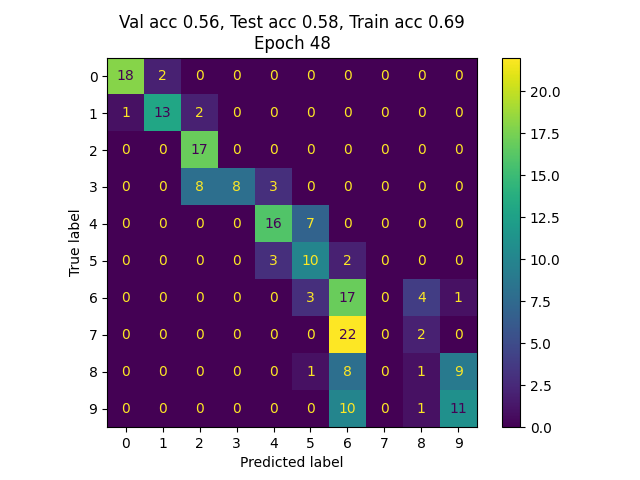 Val acc 0.56, Test acc 0.58, Train acc 0.69
Epoch 48
0 18 2 0 0 0 0 0 0 0 0
1 1 13 2 0 0 0 0 0 0 0
2 0 0 17 0 0 0 0 0 0 0
3 0 0 8 8 3 0 0 0 0 0
4 0 0 0 0 16 7 0 0 0 0
5 0 0 0 0 3 10 2 0 0 0
6 0 0 0 0 0 3 17 0 4 1
7 0 0 0 0 0 0 22 0 2 0
8 0 0 0 0 0 1 8 0 1 9
9 0 0 0 0 0 0 10 0 1 11
0 1 2 3 4 5 6 7 8 9
Predicted label
True label
20.0
17.5
15.0
12.5
10.0
7.5
5.0
2.5
0.0